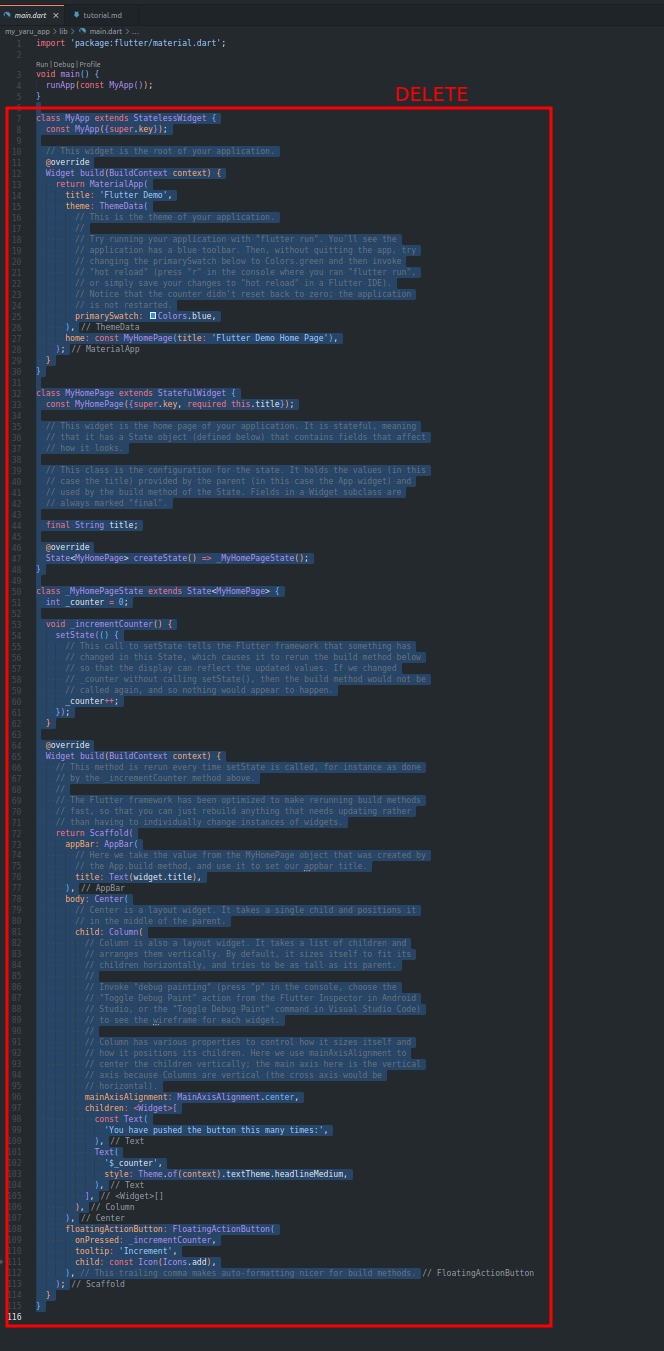 main.dart × tutorial.md
my_yaru_app > lib > main.dart > ...
1 import 'package:flutter/material.dart';
2
Run | Debug | Profile
3 void main() {
4 runApp(const MyApp());
5 }
DELETE
6
7 class MyApp extends StatelessWidget {
8 const MyApp({super.key});
9
10 // This widget is the root of your application.
11 @override
12 Widget build(BuildContext context) {
13 return MaterialApp(
14 title: 'Flutter Demo',
15 theme: ThemeData(
16 // This is the theme of your application.
17 //
18 // Try running your application with "flutter run". You'll see the
19 // application has a blue toolbar. Then, without quitting the app, try
20 // changing the primarySwatch below to Colors.green and then invoke
21 // "hot reload" (press "r" in the console where you ran "flutter run",
22 // or simply save your changes to "hot reload" in a Flutter IDE).
23 // Notice that the counter didn't reset back to zero; the application
24 // is not restarted.
25 primarySwatch: Colors.blue,
26 ), // ThemeData
27 home: const MyHomePage(title: 'Flutter Demo Home Page'),
28 ); // MaterialApp
29 }
30 }
31
32 class MyHomePage extends StatefulWidget {
33 const MyHomePage({super.key, required this.title});
34
35 // This widget is the home page of your application. It is stateful, meaning
36 // that it has a State object (defined below) that contains fields that affect
37 // how it looks.
38
39 // This class is the configuration for the state. It holds the values (in this
40 // case the title) provided by the parent (in this case the App widget) and
41 // used by the build method of the State. Fields in a Widget subclass are
42 // always marked "final".
43
44 final String title;
45
46 @override
47 State<MyHomePage> createState() => _MyHomePageState();
48 }
49
50 class _MyHomePageState extends State<MyHomePage> {
51 int _counter = 0;
52
53 void _incrementCounter() {
54 setState(() {
55 // This call to setState tells the Flutter framework that something has
56 // changed in this State, which causes it to rerun the build method below
57 // so that the display can reflect the updated values. If we changed
58 // _counter without calling setState(), then the build method would not be
59 // called again, and so nothing would appear to happen.
60 _counter++;
61 });
62 }
63
64 @override
65 Widget build(BuildContext context) {
66 // This method is rerun every time setState is called, for instance as done
67 // by the _incrementCounter method above.
68 //
69 // The Flutter framework has been optimized to make rerunning build methods
70 // fast, so that you can just rebuild anything that needs updating rather
71 // than having to individually change instances of widgets.
72 return Scaffold(
73 appBar: AppBar(
74 // Here we take the value from the MyHomePage object that was created by
75 // the App.build method, and use it to set our appbar title.
76 title: Text(widget.title),
77 ), // AppBar
78 body: Center(
79 // Center is a layout widget. It takes a single child and positions it
80 // in the middle of the parent.
81 child: Column(
82 // Column is also a layout widget. It takes a list of children and
83 // arranges them vertically. By default, it sizes itself to fit its
84 // children horizontally, and tries to be as tall as its parent.
85 //
86 // Invoke "debug painting" (press "p" in the console, choose the
87 // "Toggle Debug Paint" action from the Flutter Inspector in Android
88 // Studio, or the "Toggle Debug Paint" command in Visual Studio Code)
89 // to see the wireframe for each widget.
90 //
91 // Column has various properties to control how it sizes itself and
92 // how it positions its children. Here we use mainAxisAlignment to
93 // center the children vertically; the main axis here is the vertical
94 // axis because Columns are vertical (the cross axis would be
95 // horizontal).
96 mainAxisAlignment: MainAxisAlignment.center,
97 children: <Widget>[
98 const Text(
99 'You have pushed the button this many times:',
100 ), // Text
101 Text(
102 '$_counter',
103 style: Theme.of(context).textTheme.headlineMedium,
104 ), // Text
105 ], // <Widget>[]
106 ), // Column
107 ), // Center
108 floatingActionButton: FloatingActionButton(
109 onPressed: _incrementCounter,
110 tooltip: 'Increment',
111 child: const Icon(Icons.add),
112 ), // This trailing comma makes auto-formatting nicer for build methods. // FloatingActionButton
113 ); // Scaffold
114 }
115 }
116